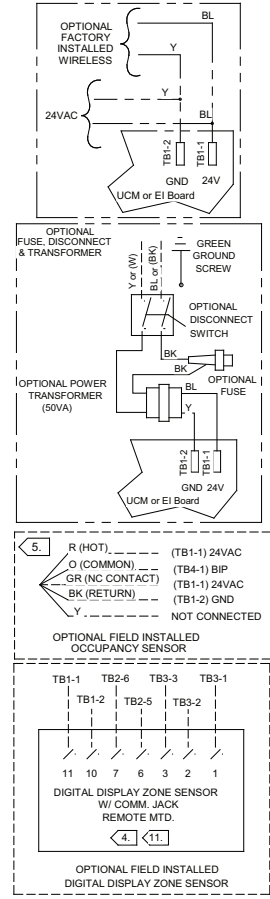 BL
OPTIONAL
FACTORY
INSTALLED
WIRELESS
Y
Y
24VAC
BL
TB1-2
TB1-1
GND 24V
UCM or EI Board
OPTIONAL
FUSE, DISCONNECT
& TRANSFORMER
Y or (W)
BL or (BK)
GREEN
GROUND
SCREW
OPTIONAL
DISCONNECT
SWITCH
BK
BK
OPTIONAL
FUSE
OPTIONAL POWER
TRANSFORMER
(50VA)
BL
Y
TB1-2
TB1-1
GND 24V
UCM or EI Board
5.
R (HOT) (TB1-1) 24VAC
O (COMMON) (TB4-1) BIP
GR (NC CONTACT) (TB1-1) 24VAC
BK (RETURN) (TB1-2) GND
Y NOT CONNECTED
OPTIONAL FIELD INSTALLED
OCCUPANCY SENSOR
TB1-1 TB2-6 TB3-3 TB3-1
TB1-2 TB2-5 TB3-2
11 10 7 6 3 2 1
DIGITAL DISPLAY ZONE SENSOR
W/ COMM. JACK
REMOTE MTD.
4. 11.
OPTIONAL FIELD INSTALLED
DIGITAL DISPLAY ZONE SENSOR